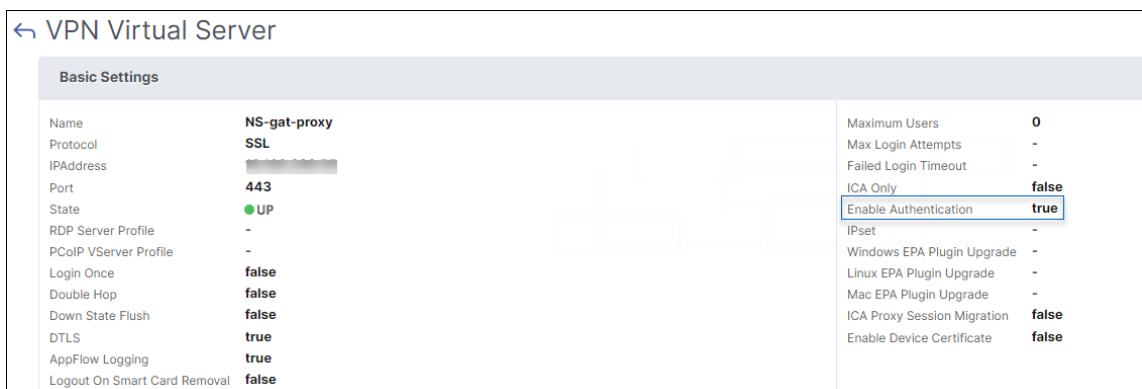 VPN Virtual Server
Basic Settings
Name NS-gat-proxy
Protocol SSL
IPAddress
Port 443
State UP
RDP Server Profile -
PCoIP VServer Profile -
Login Once false
Double Hop false
Down State Flush false
DTLS true
AppFlow Logging true
Logout On Smart Card Removal false
Maximum Users 0
Max Login Attempts -
Failed Login Timeout -
ICA Only false
Enable Authentication true
IPset -
Windows EPA Plugin Upgrade -
Linux EPA Plugin Upgrade -
Mac EPA Plugin Upgrade -
ICA Proxy Session Migration false
Enable Device Certificate false